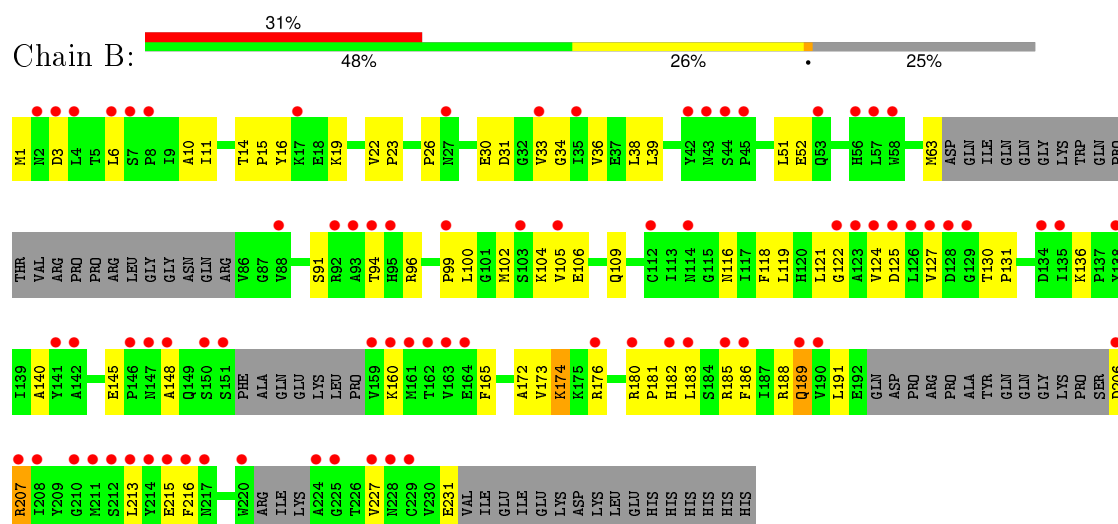 31%
Chain B:
48% 26% • 25%
M1 N2 D3 L4 T5 L6 S7 P8 I9 A10 I11 T14 P15 Y16 K17 E18 K19 V22 P23 P26 N27 E30 D31 G32 V33 G34 I35 V36 E37 L38 L39 Y42 N43 S44 P45 L51 E52 Q53 H56 L57 W58 M63 ASP GLN ILE GLN GLN GLN GLY LYS TRP GLN PRO
THR VAL ARG PRO PRO ARG LEU GLY GLY ASN GLN ARG V86 G87 V88 S91 R92 A93 T94 H95 R96 P99 L100 G101 M102 S103 K104 V105 E106 Q109 C112 I113 N114 G115 N116 I117 F118 L119 H120 L121 G122 A123 V124 D125 L126 V127 D128 G129 T130 P131 D134 I135 K136 P137 Y138
I139 A140 Y141 A142 E145 P146 N147 A148 Q149 S150 S151 PHE ALA GLN GLU LYS LEU PRO V159 K160 M161 T162 V163 E164 F165 A172 V173 K174 K175 R176 R180 P181 H182 L183 S184 R185 F186 I187 R188 Q189 V190 L191 E192 GLN ASP PRO ARG PRO ALA TYR GLN GLN GLY LYS PRO SER D206
R207 I208 Y209 G210 M211 S212 L213 Y214 E215 F216 N217 W220 ARG ILE LYS A224 G225 T226 V227 N228 C229 V230 E231 VAL ILE GLU ILE GLU LYS ASP LYS LEU GLU HIS HIS HIS HIS HIS HIS